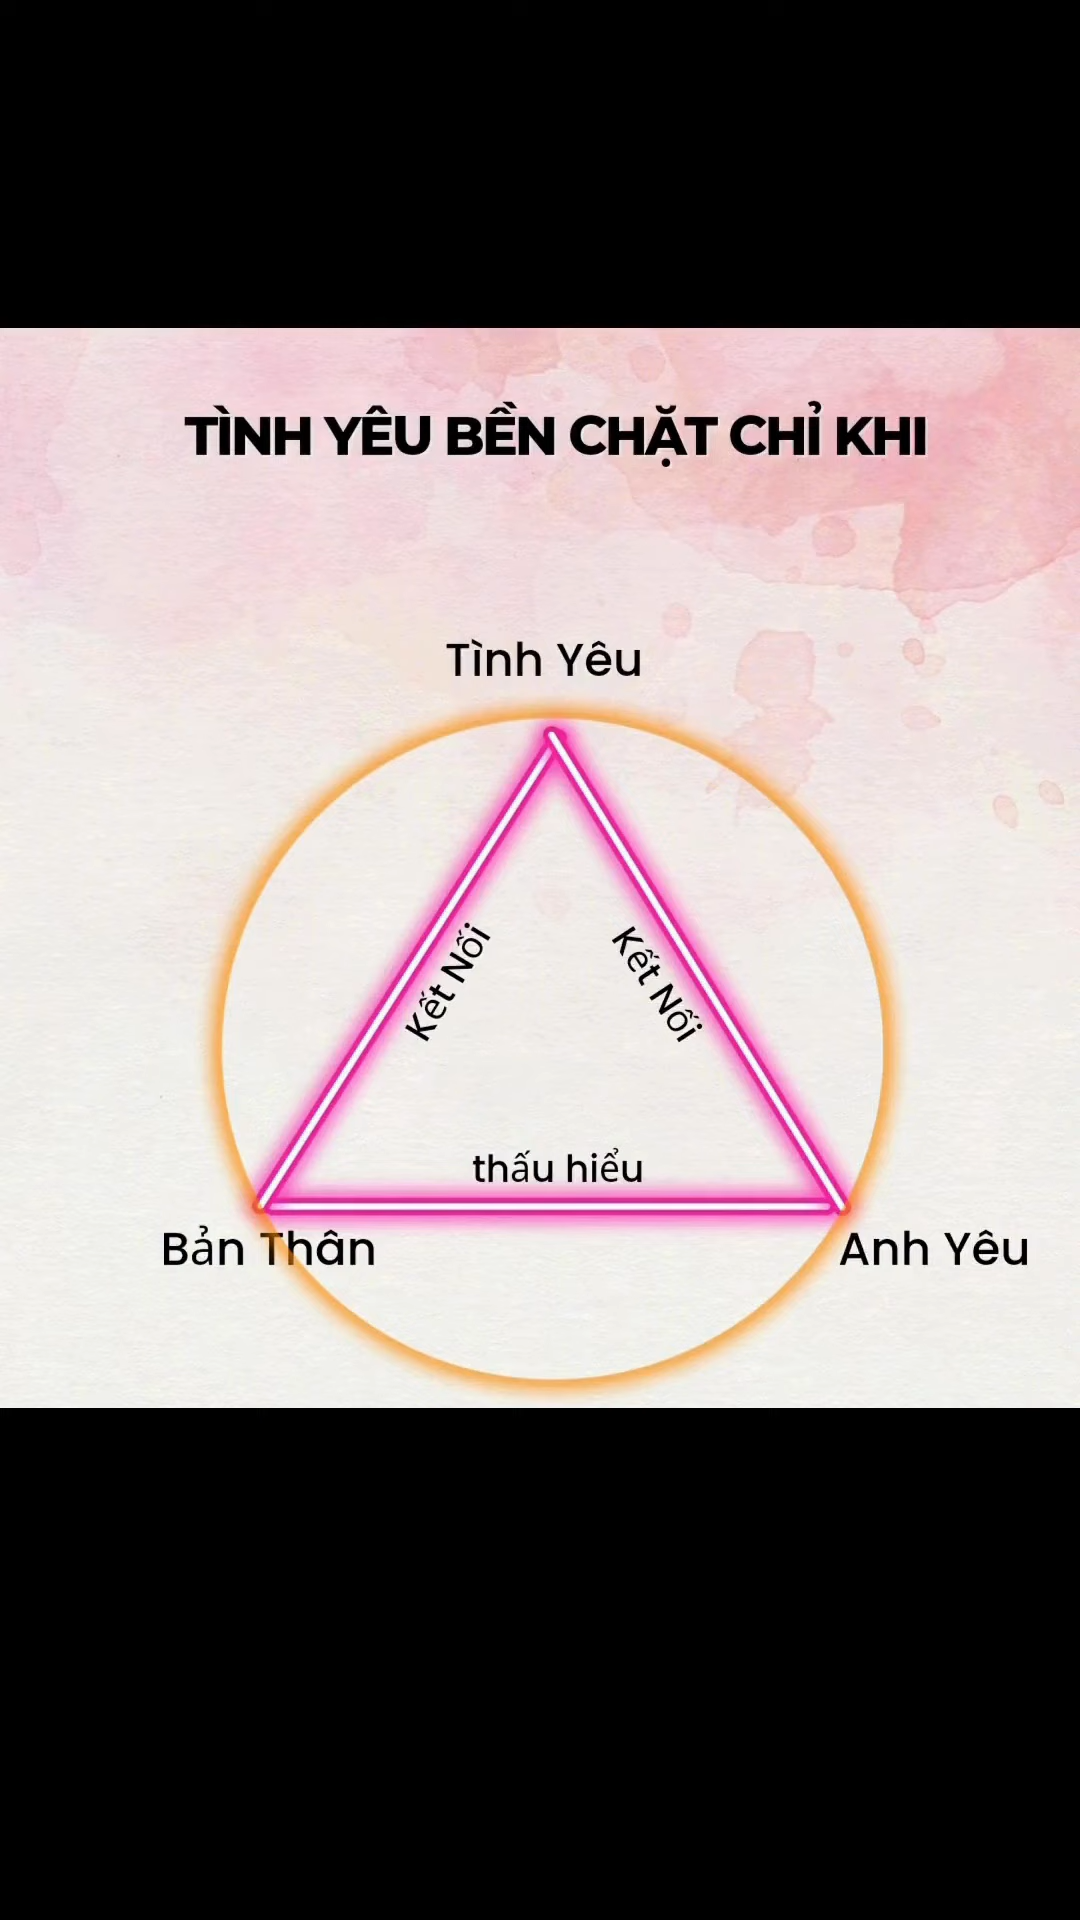 TÌNH YÊU BỀN CHẶT CHỈ KHI
Tình Yêu
Kết Nối
Kết Nối
thấu hiểu
Bản Thân
Anh Yêu